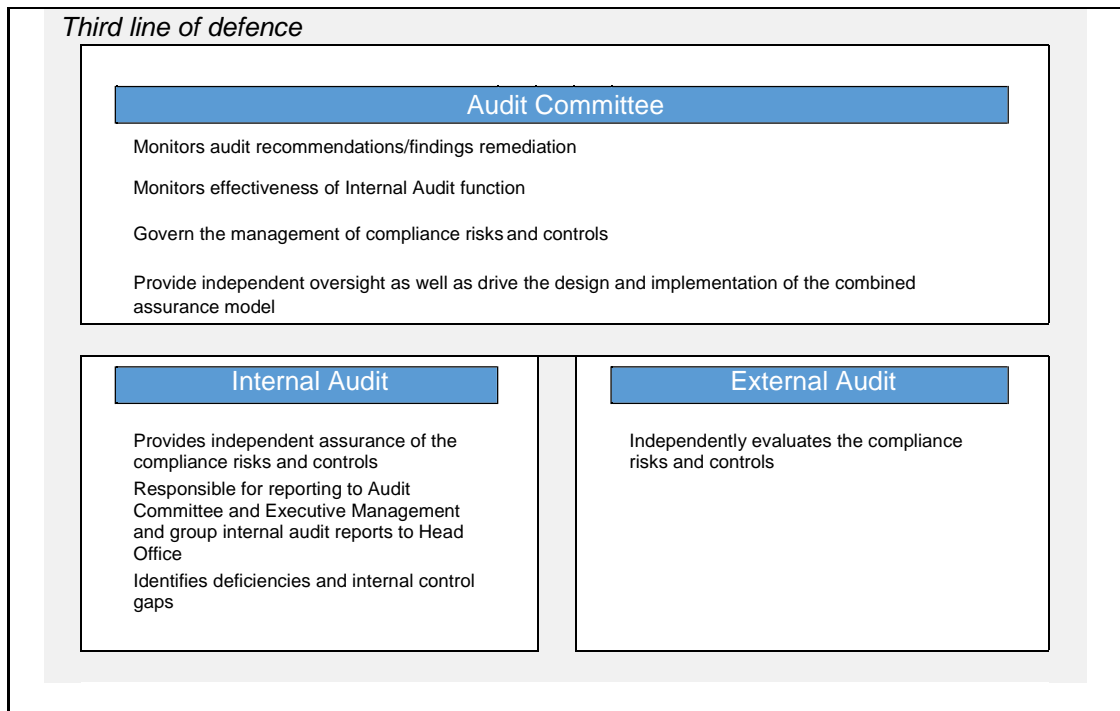 Third line of defence
Audit Committee
Monitors audit recommendations/findings remediation
Monitors effectiveness of Internal Audit function
Govern the management of compliance risks and controls
Provide independent oversight as well as drive the design and implementation of the combined
assurance model
Internal Audit
Provides independent assurance of the
compliance risks and controls
Responsible for reporting to Audit
Committee and Executive Management
and group internal audit reports to Head
Office
Identifies deficiencies and internal control
gaps
External Audit
Independently evaluates the compliance
risks and controls